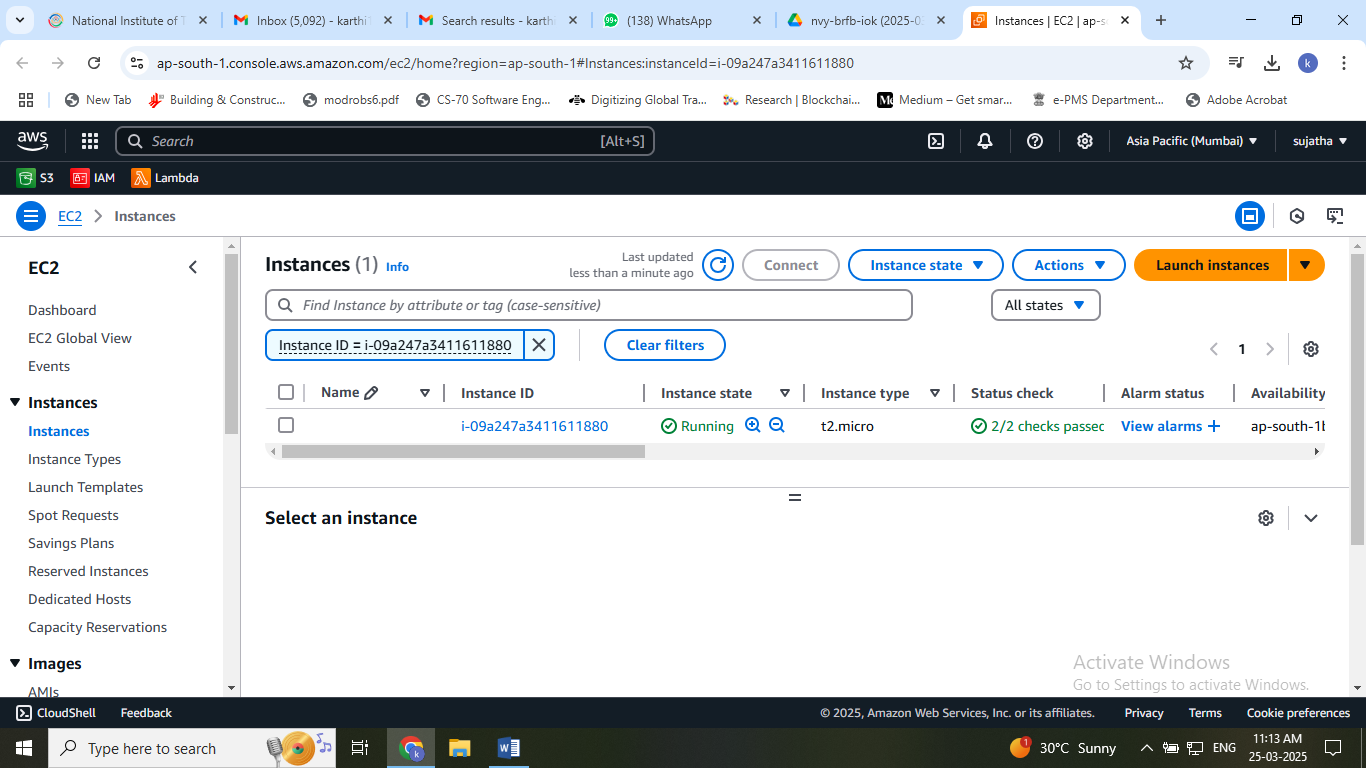 National Institute of T
Inbox (5,092) - karthi
Search results - karthi
(138) WhatsApp
nvy-brfb-iok (2025-0
Instances | EC2 | ap-s
ap-south-1.console.aws.amazon.com/ec2/home?region=ap-south-1#Instances:instanceId=i-09a247a3411611880
k
New Tab
Building & Construc...
modrobs6.pdf
CS-70 Software Eng...
Digitizing Global Tra...
Research | Blockchai...
Medium – Get smar...
e-PMS Department...
Adobe Acrobat
aws
Search
[Alt+S]
Asia Pacific (Mumbai)
sujatha
S3
IAM
Lambda
EC2
Instances
EC2
Dashboard
EC2 Global View
Events
Instances
Instances
Instance Types
Launch Templates
Spot Requests
Savings Plans
Reserved Instances
Dedicated Hosts
Capacity Reservations
Images
AMIs
Instances (1) Info
Last updated
less than a minute ago
Connect
Instance state
Actions
Launch instances
Find Instance by attribute or tag (case-sensitive)
All states
Instance ID = i-09a247a3411611880
Clear filters
1
Name
Instance ID
Instance state
Instance type
Status check
Alarm status
Availability
i-09a247a3411611880
Running
t2.micro
2/2 checks passec
View alarms +
ap-south-1b
Select an instance
Activate Windows
Go to Settings to activate Windows.
CloudShell
Feedback
© 2025, Amazon Web Services, Inc. or its affiliates.
Privacy
Terms
Cookie preferences
Type here to search
1
30°C Sunny
ENG
11:13 AM
25-03-2025